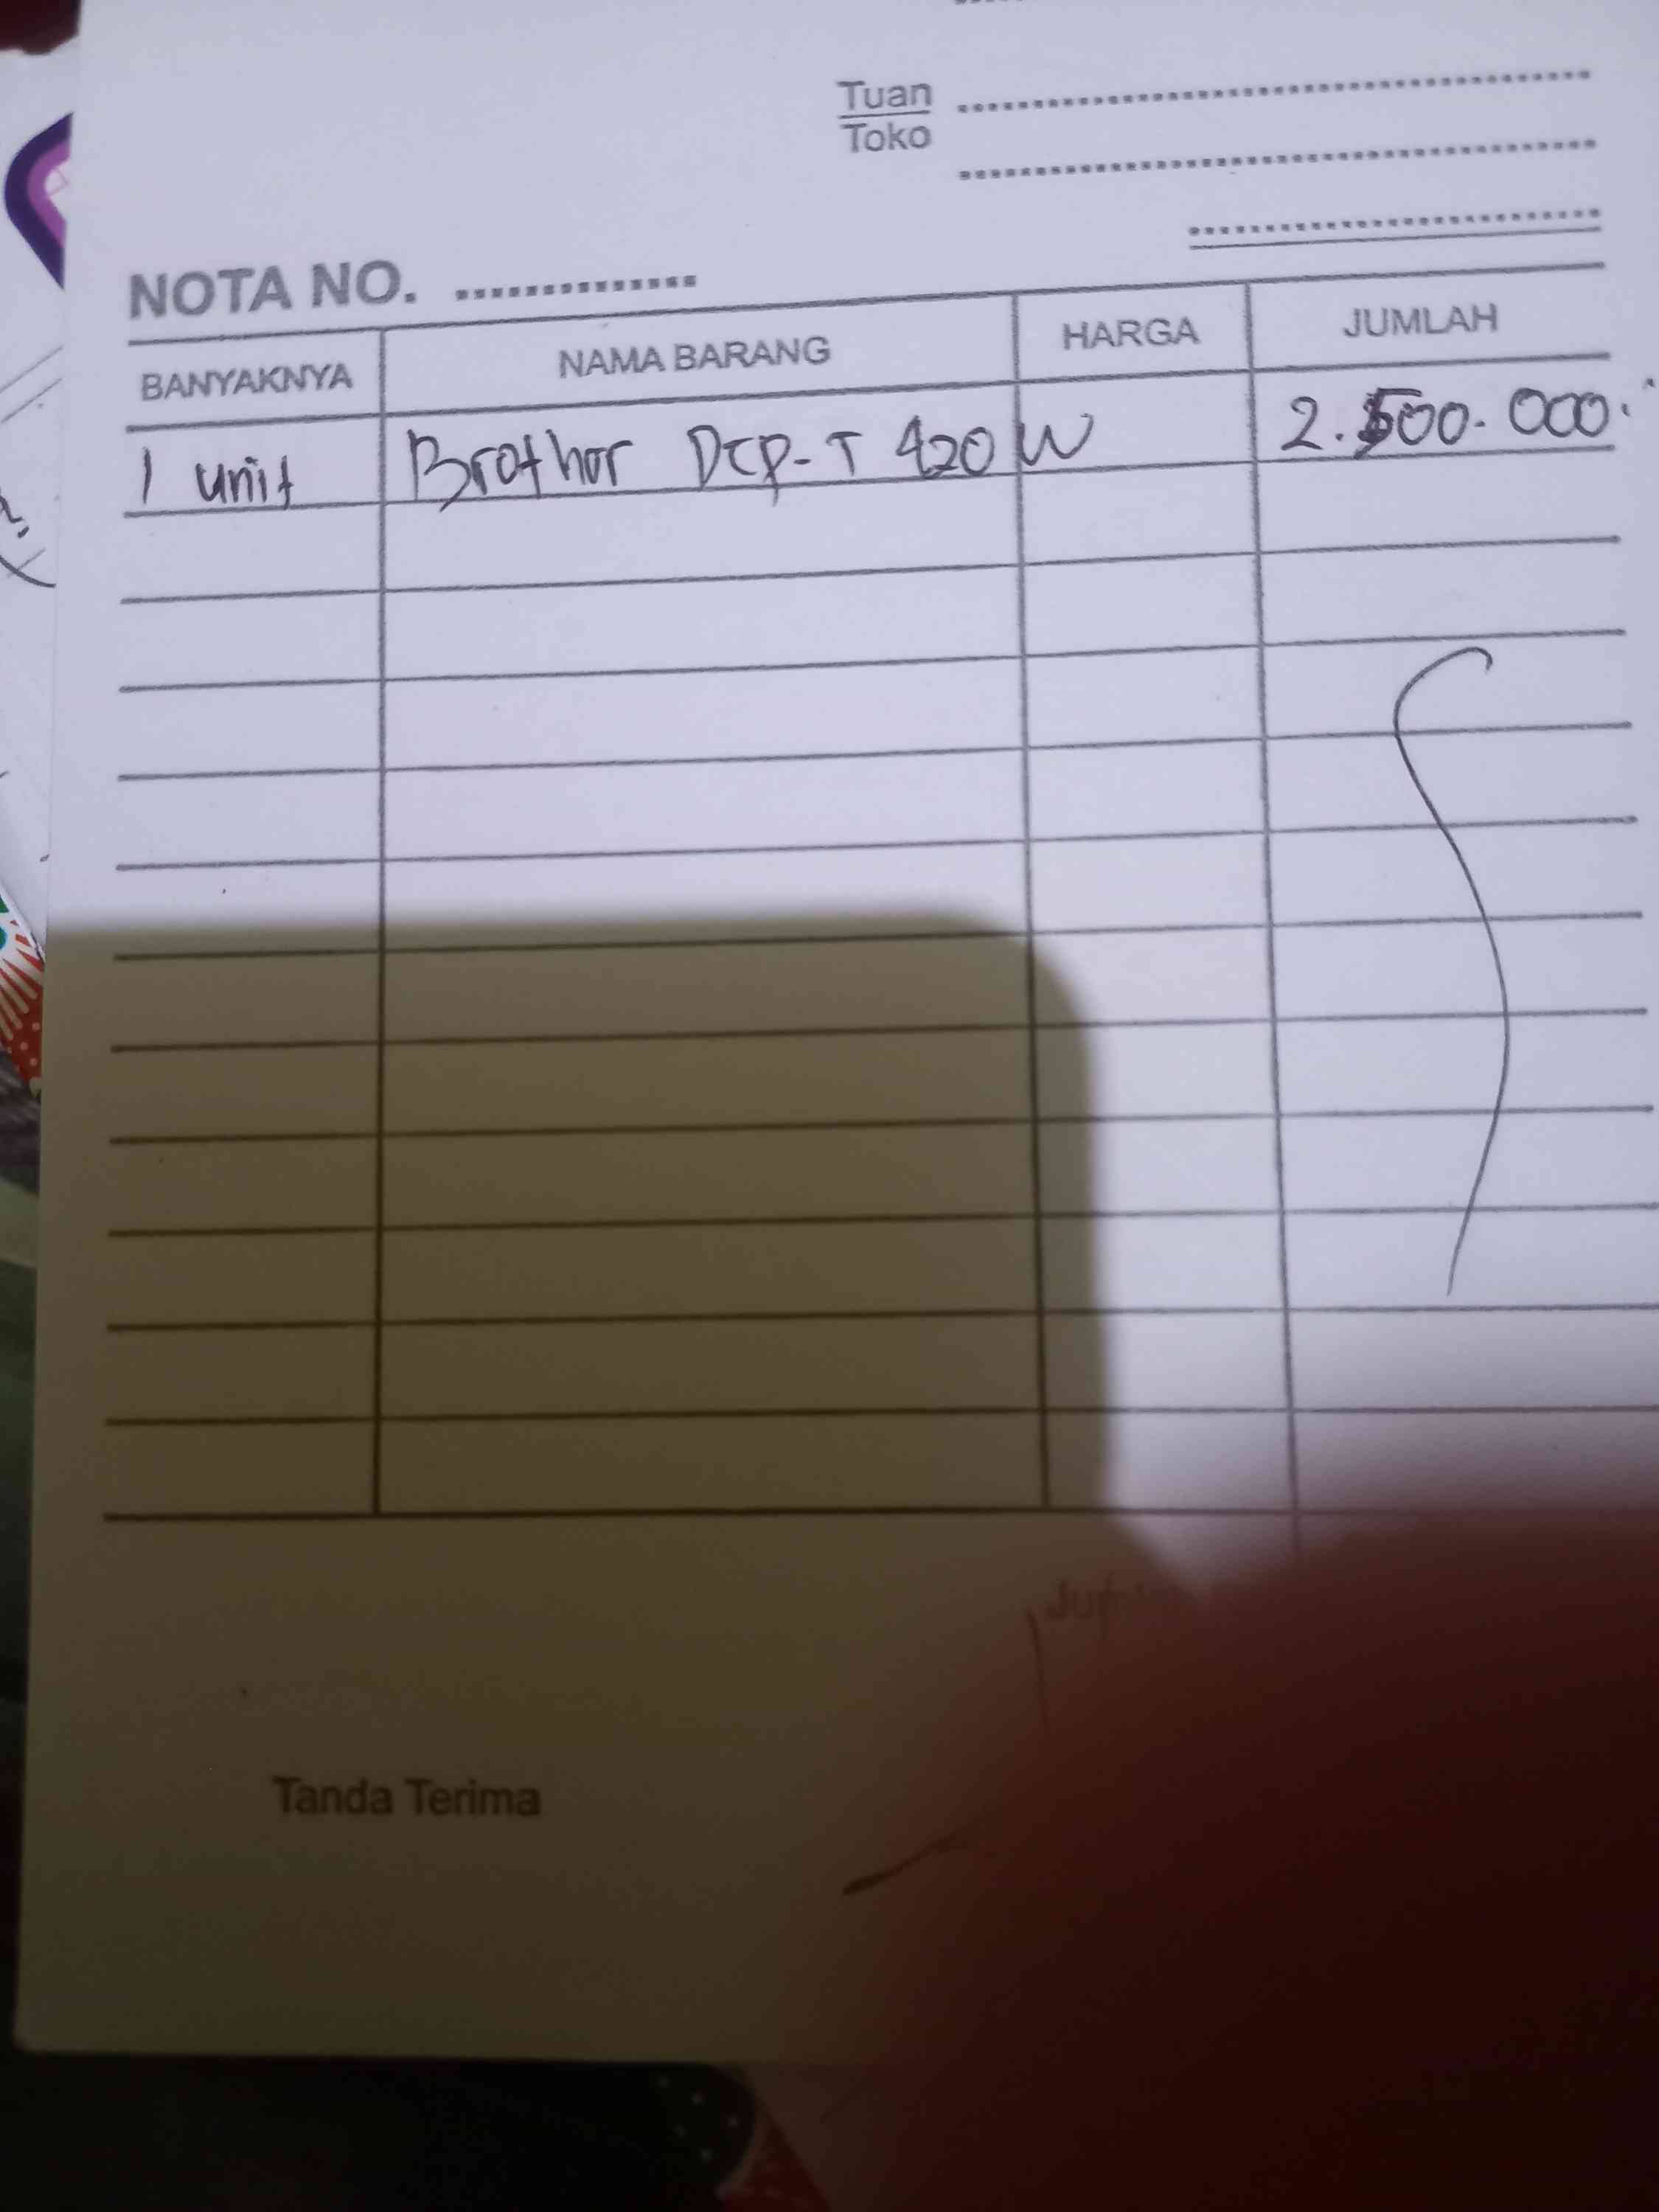 Tuan
Toko
NOTA NO. ..............
BANYAKNYA NAMA BARANG HARGA JUMLAH
1 unit Brother DCP-T 420 W 2.500.000.
Tanda Terima